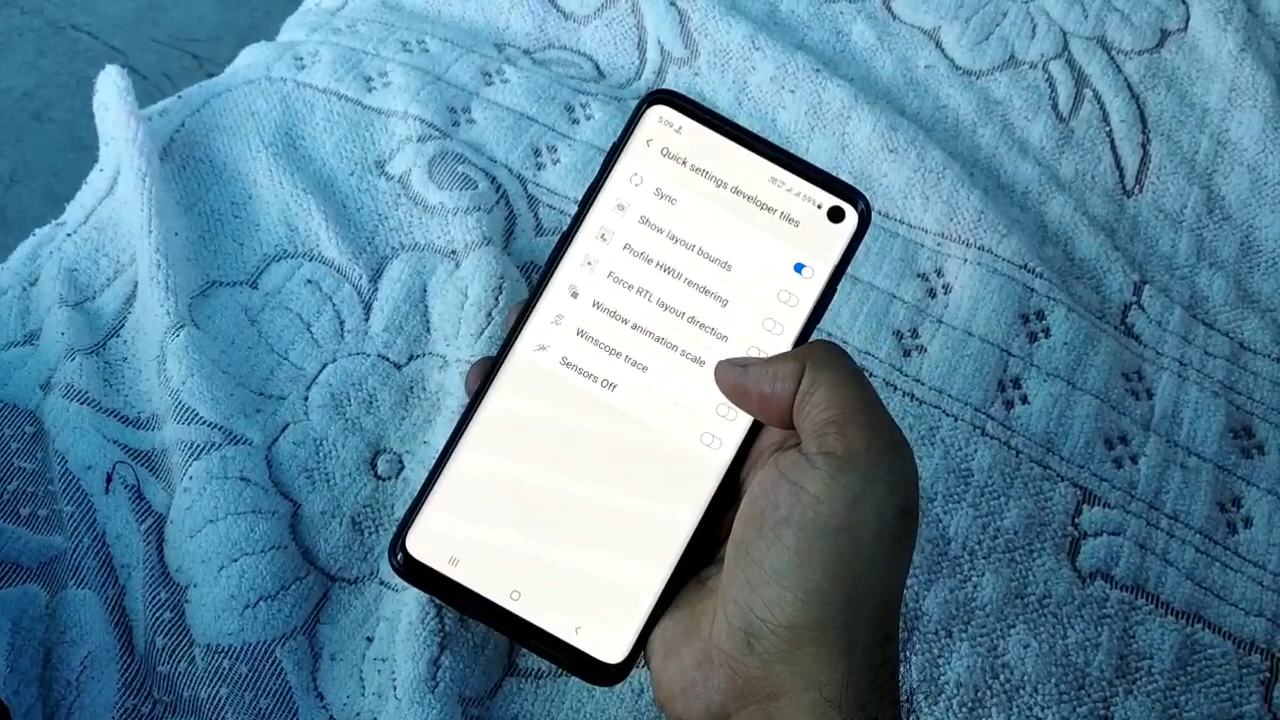 5:09
59%
Quick settings developer tiles
Sync
Show layout bounds
Profile HWUI rendering
Force RTL layout direction
Window animation scale
Winscope trace
Sensors Off